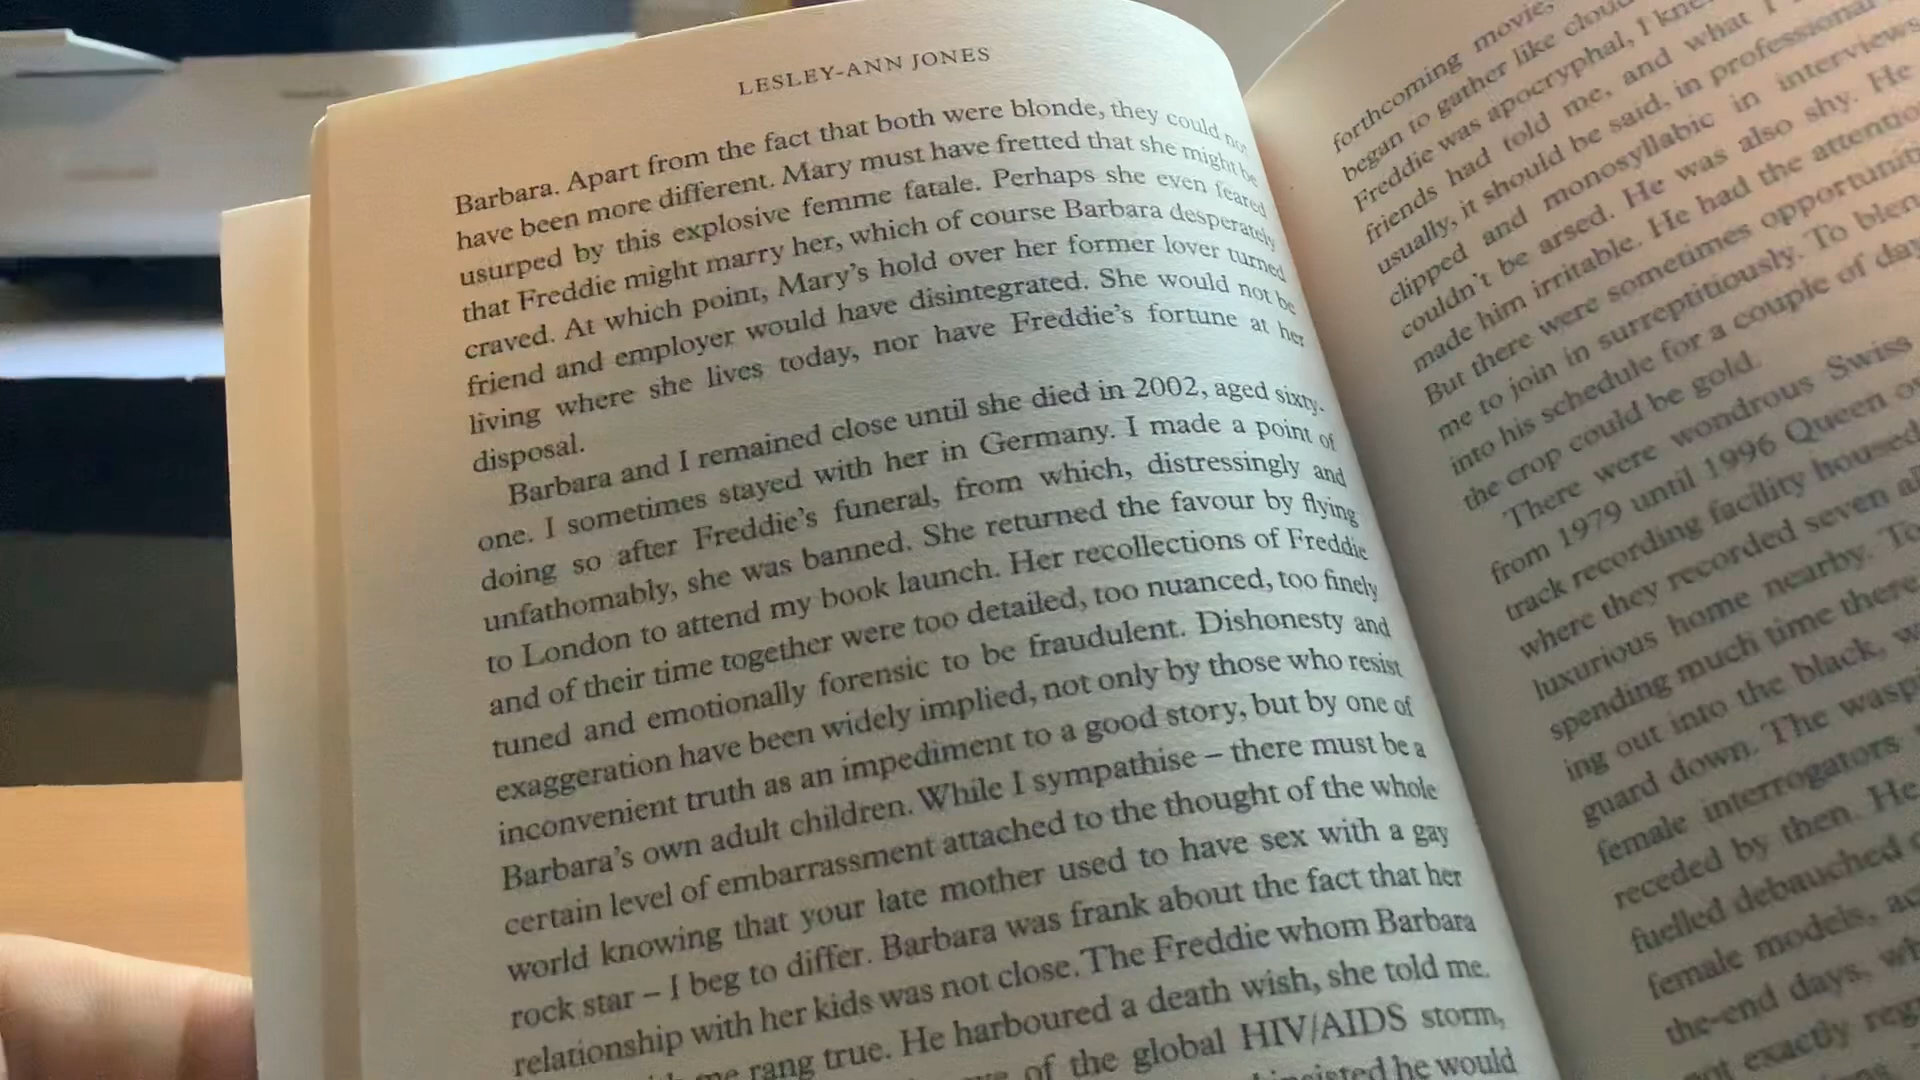 LESLEY-ANN JONES
Barbara. Apart from the fact that both were blonde, they could not
have been more different. Mary must have fretted that she might be
usurped by this explosive femme fatale. Perhaps she even feared
that Freddie might marry her, which of course Barbara desperately
craved. At which point, Mary's hold over her former lover turned
friend and employer would have disintegrated. She would not be
living where she lives today, nor have Freddie's fortune at her
disposal.
Barbara and I remained close until she died in 2002, aged sixty-
one. I sometimes stayed with her in Germany. I made a point of
doing so after Freddie's funeral, from which, distressingly and
unfathomably, she was banned. She returned the favour by flying
to London to attend my book launch. Her recollections of Freddie
and of their time together were too detailed, too nuanced, too finely
tuned and emotionally forensic to be fraudulent. Dishonesty and
exaggeration have been widely implied, not only by those who resist
inconvenient truth as an impediment to a good story, but by one of
Barbara's own adult children. While I sympathise – there must be a
certain level of embarrassment attached to the thought of the whole
world knowing that your late mother used to have sex with a gay
rock star – I beg to differ. Barbara was frank about the fact that her
relationship with her kids was not close. The Freddie whom Barbara
rang true. He harboured a death wish, she told me.
of the global HIV/AIDS storm,
insisted he would
forthcoming movie,
began to gather like
Freddie was apocryphal, I
friends had told me, and what I
usually, it should be said, in professional
clipped and monosyllabic in interviews
couldn't be arsed. He was also shy. He
made him irritable. He had the
But there were sometimes
me to join in surreptitiously. To
into his schedule for a couple of
the crop could be gold.
There were wondrous Swiss
from 1979 until 1996 Queen
track recording facility housed
where they recorded seven
luxurious home nearby.
spending much time there
ing out into the black,
guard down. The
female interrogators
receded by then. He
fuelled debauched
female models,
the-end days,
not exactly